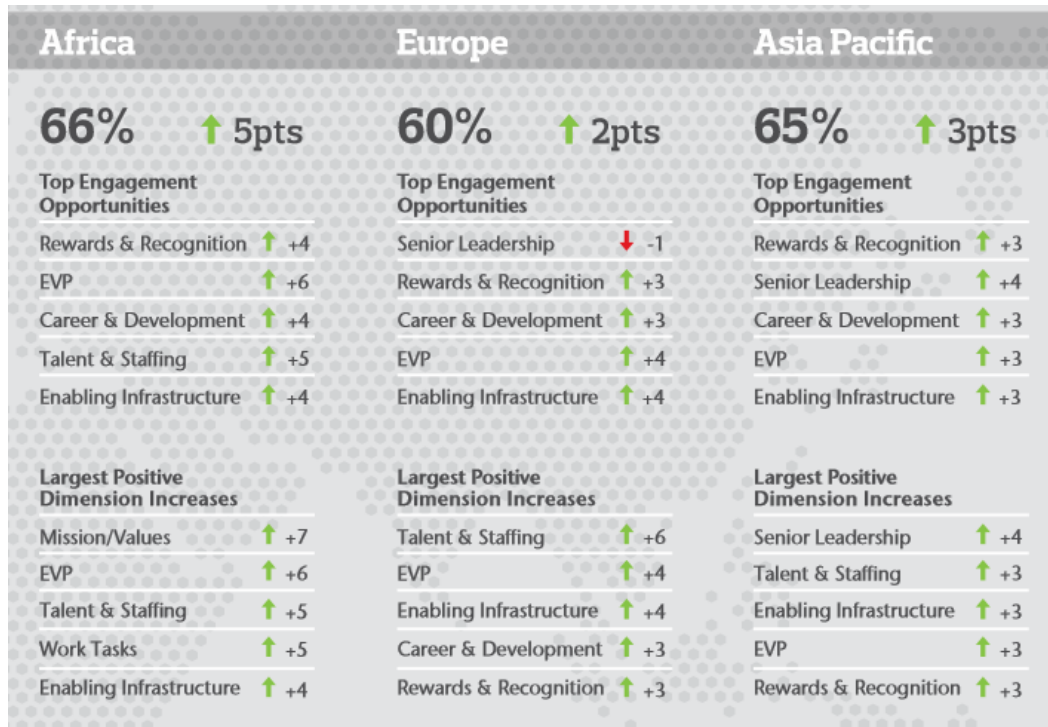 Africa
66% ↑ 5pts
Top Engagement
Opportunities
Rewards & Recognition ↑ +4
EVP ↑ +6
Career & Development ↑ +4
Talent & Staffing ↑ +5
Enabling Infrastructure ↑ +4
Largest Positive
Dimension Increases
Mission/Values ↑ +7
EVP ↑ +6
Talent & Staffing ↑ +5
Work Tasks ↑ +5
Enabling Infrastructure ↑ +4
Europe
60% ↑ 2pts
Top Engagement
Opportunities
Senior Leadership ↓ -1
Rewards & Recognition ↑ +3
Career & Development ↑ +3
EVP ↑ +4
Enabling Infrastructure ↑ +4
Largest Positive
Dimension Increases
Talent & Staffing ↑ +6
EVP ↑ +4
Enabling Infrastructure ↑ +4
Career & Development ↑ +3
Rewards & Recognition ↑ +3
Asia Pacific
65% ↑ 3pts
Top Engagement
Opportunities
Rewards & Recognition ↑ +3
Senior Leadership ↑ +4
Career & Development ↑ +3
EVP ↑ +3
Enabling Infrastructure ↑ +3
Largest Positive
Dimension Increases
Senior Leadership ↑ +4
Talent & Staffing ↑ +3
Enabling Infrastructure ↑ +3
EVP ↑ +3
Rewards & Recognition ↑ +3